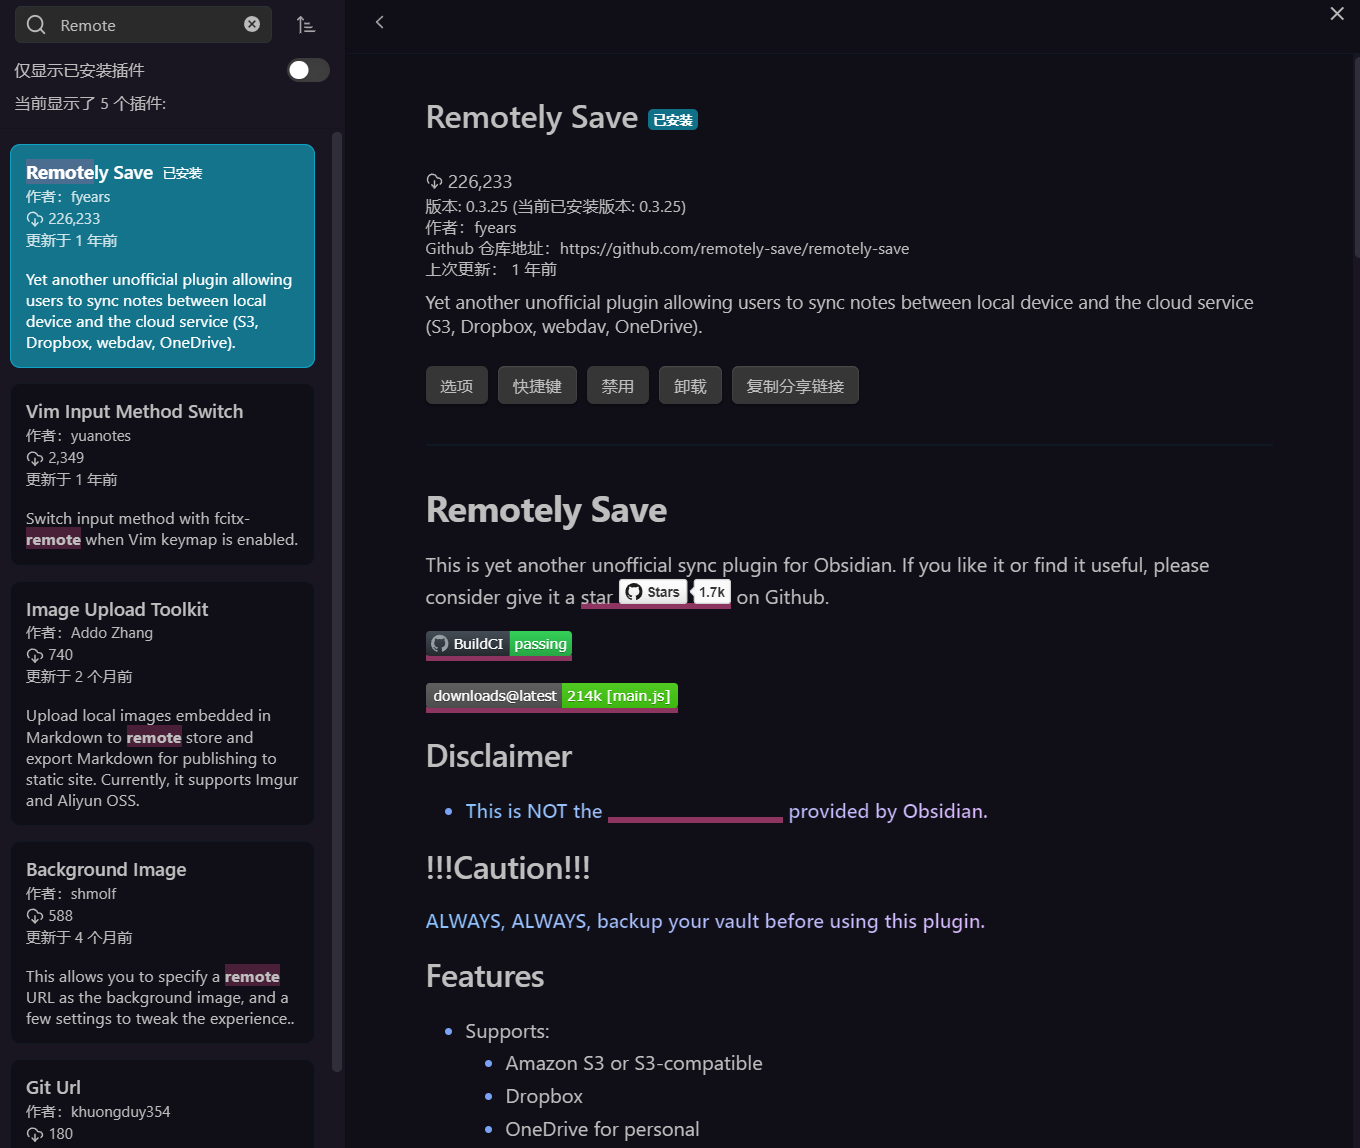 Remote
仅显示已安装插件
当前显示了 5 个插件:
Remotely Save 已安装
作者：fyears
226,233
更新于 1 年前
Yet another unofficial plugin allowing
users to sync notes between local
device and the cloud service (S3,
Dropbox, webdav, OneDrive).
Vim Input Method Switch
作者：yuanotes
2,349
更新于 1 年前
Switch input method with fcitx-
remote when Vim keymap is enabled.
Image Upload Toolkit
作者：Addo Zhang
740
更新于 2 个月前
Upload local images embedded in
Markdown to remote store and
export Markdown for publishing to
static site. Currently, it supports Imgur
and Aliyun OSS.
Background Image
作者：shmolf
588
更新于 4 个月前
This allows you to specify a remote
URL as the background image, and a
few settings to tweak the experience..
Git Url
作者：khuongduy354
180
Remotely Save 已安装
226,233
版本: 0.3.25 (当前已安装版本: 0.3.25)
作者：fyears
Github 仓库地址：https://github.com/remotely-save/remotely-save
上次更新： 1 年前
Yet another unofficial plugin allowing users to sync notes between local device and the cloud service
(S3, Dropbox, webdav, OneDrive).
选项 快捷键 禁用 卸载 复制分享链接
Remotely Save
This is yet another unofficial sync plugin for Obsidian. If you like it or find it useful, please
consider give it a star Stars 1.7k on Github.
BuildCI passing
downloads@latest 214k [main.js]
Disclaimer
This is NOT the provided by Obsidian.
!!!Caution!!!
ALWAYS, ALWAYS, backup your vault before using this plugin.
Features
Supports:
Amazon S3 or S3-compatible
Dropbox
OneDrive for personal